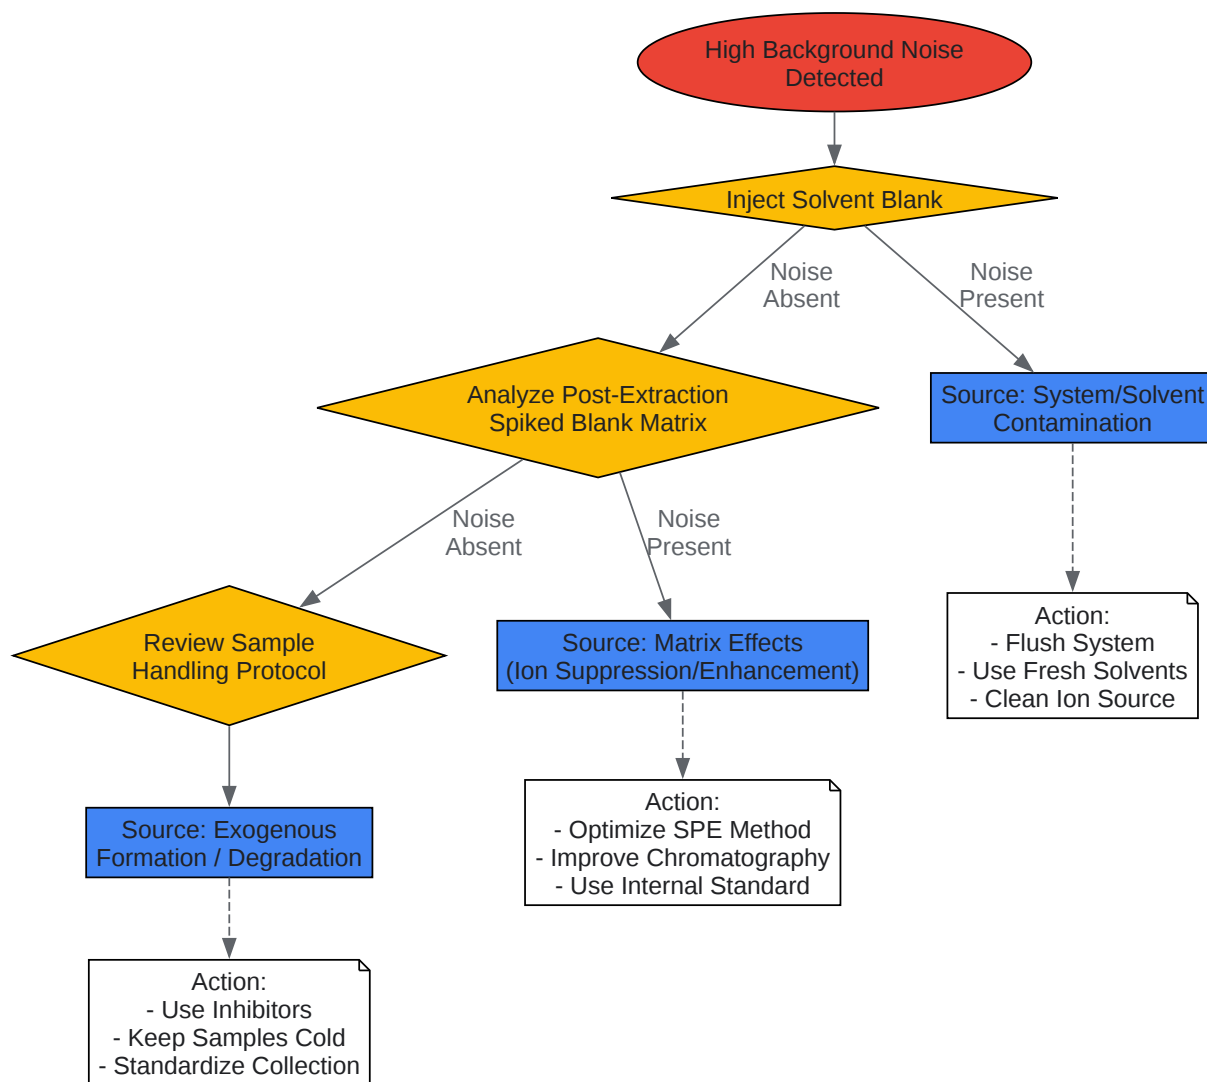 High Background Noise
Detected
Inject Solvent Blank
Noise
Absent
Noise
Present
Analyze Post-Extraction
Spiked Blank Matrix
Source: System/Solvent
Contamination
Noise
Absent
Noise
Present
Review Sample
Handling Protocol
Source: Matrix Effects
(Ion Suppression/Enhancement)
Action:
- Flush System
- Use Fresh Solvents
- Clean Ion Source
Source: Exogenous
Formation / Degradation
Action:
- Optimize SPE Method
- Improve Chromatography
- Use Internal Standard
Action:
- Use Inhibitors
- Keep Samples Cold
- Standardize Collection